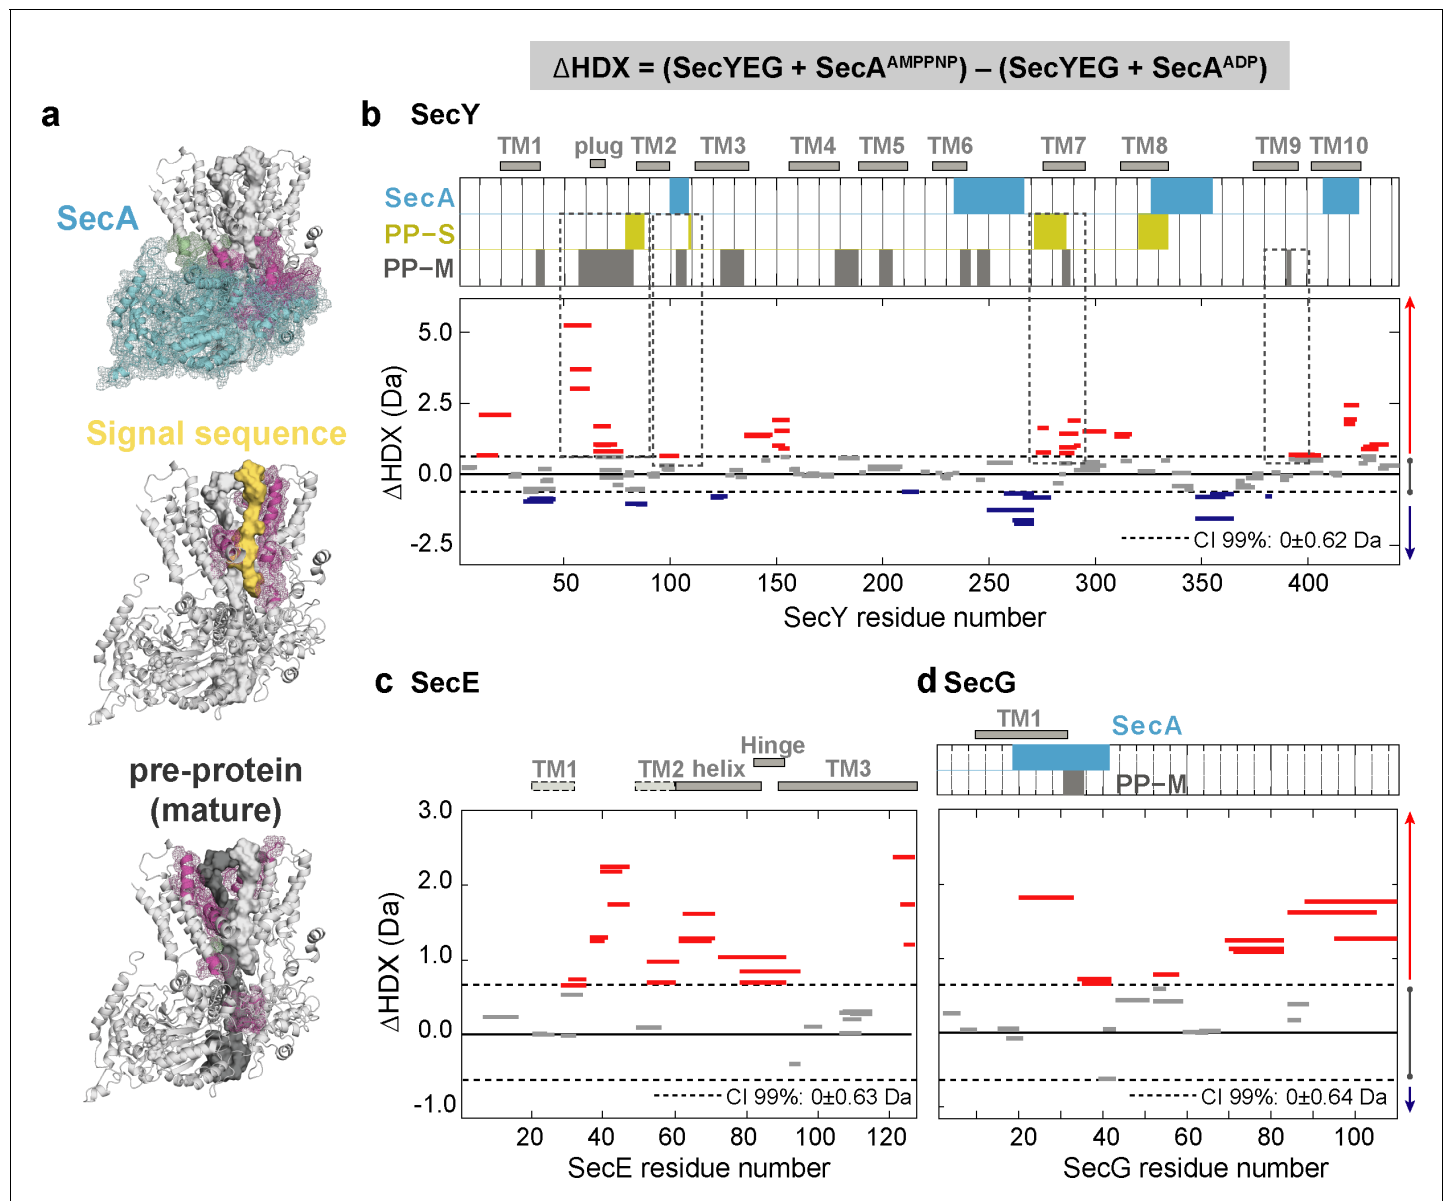 ΔHDX = (SecYEG + SecA^AMPPNP) – (SecYEG + SecA^ADP)
a
SecA
Signal sequence
pre-protein
(mature)
b SecY
TM1 plug TM2 TM3 TM4 TM5 TM6 TM7 TM8 TM9 TM10
SecA
PP–S
PP–M
5.0
2.5
0.0
-2.5
ΔHDX (Da)
CI 99%: 0±0.62 Da
50 100 150 200 250 300 350 400
SecY residue number
c SecE
Hinge
TM1 TM2 helix TM3
3.0
2.0
1.0
0.0
-1.0
ΔHDX (Da)
CI 99%: 0±0.63 Da
20 40 60 80 100 120
SecE residue number
d SecG
TM1 SecA
PP–M
CI 99%: 0±0.64 Da
20 40 60 80 100
SecG residue number